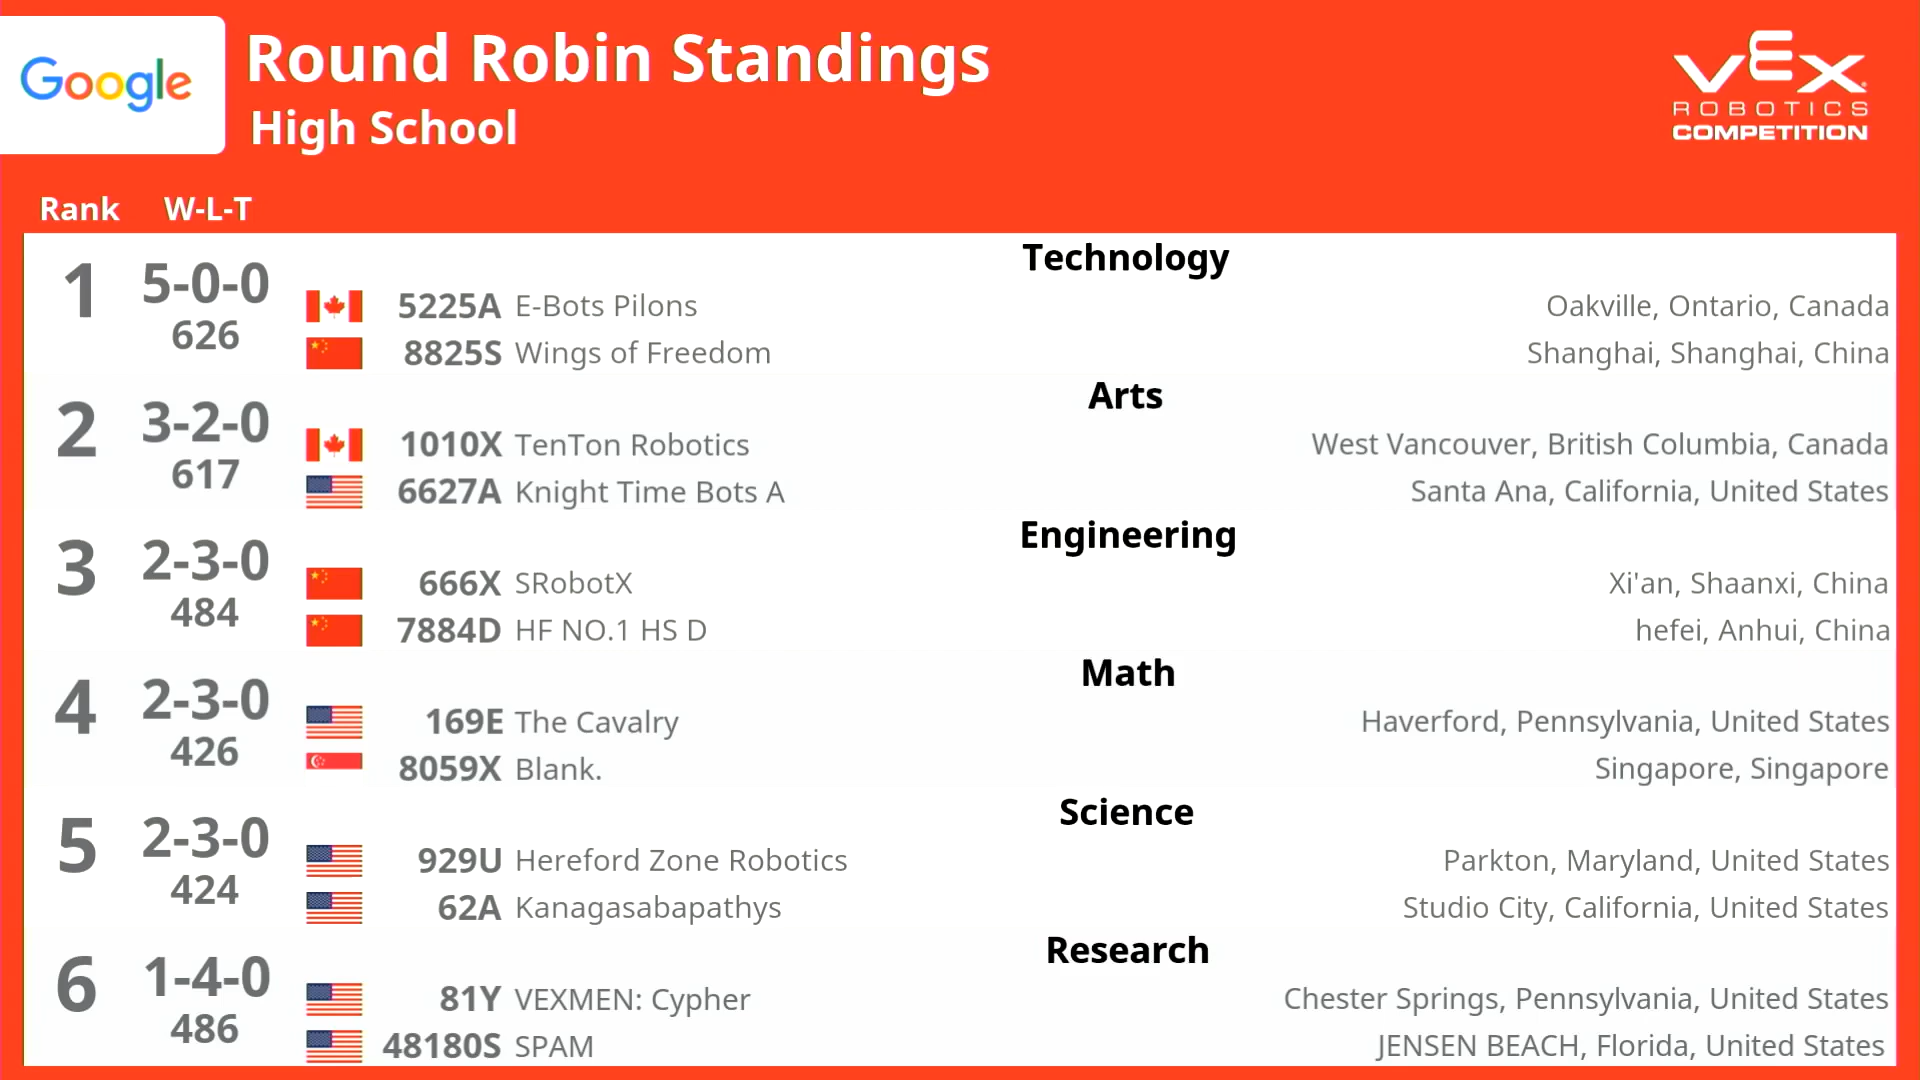 Google
Round Robin Standings
High School
VEX
ROBOTICS
COMPETITION
Rank W-L-T
Technology
1 5-0-0
626
5225A E-Bots Pilons Oakville, Ontario, Canada
8825S Wings of Freedom Shanghai, Shanghai, China
Arts
2 3-2-0
617
1010X TenTon Robotics West Vancouver, British Columbia, Canada
6627A Knight Time Bots A Santa Ana, California, United States
Engineering
3 2-3-0
484
666X SRobotX Xi'an, Shaanxi, China
7884D HF NO.1 HS D hefei, Anhui, China
Math
4 2-3-0
426
169E The Cavalry Haverford, Pennsylvania, United States
8059X Blank. Singapore, Singapore
Science
5 2-3-0
424
929U Hereford Zone Robotics Parkton, Maryland, United States
62A Kanagasabapathys Studio City, California, United States
Research
6 1-4-0
486
81Y VEXMEN: Cypher Chester Springs, Pennsylvania, United States
48180S SPAM JENSEN BEACH, Florida, United States